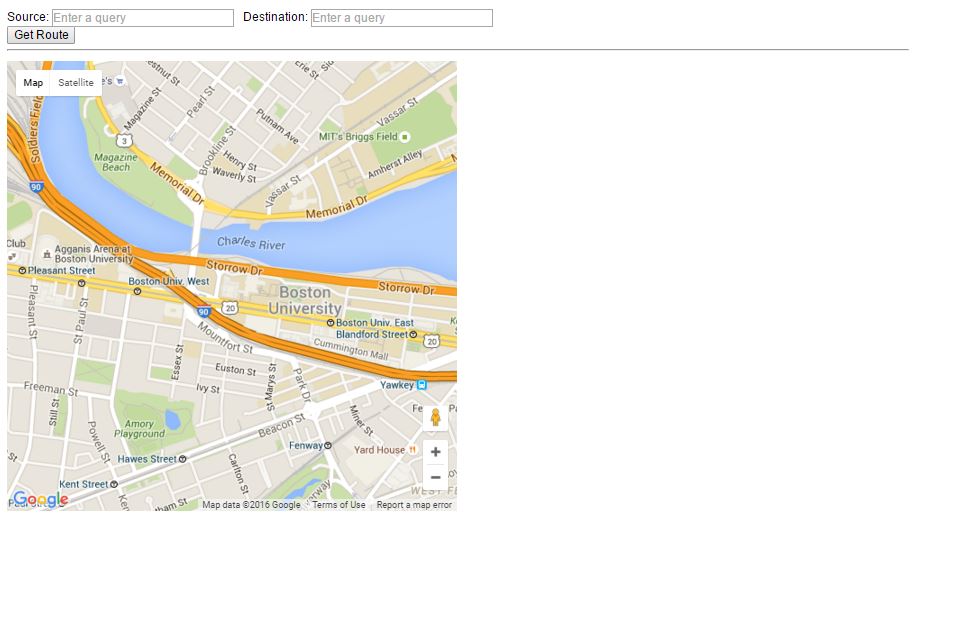 Source: Enter a query Destination: Enter a query
Get Route
Map Satellite
Soldiers Field
Magazine St
Pearl St
Erie St
Putnam Ave
Vassar St
MIT's Briggs Field
3
Brookline St
Magazine Beach
Henry St
Waverly St
Amherst Alley
90
Memorial Dr
Vassar St
Memorial Dr
Charles River
Club
Agganis Arena at
Boston University
Pleasant Street
Storrow Dr
Boston Univ. West
Storrow Dr
Boston
University
20
90
Pleasant St
St Paul St
Mountfort St
Boston Univ. East
Blandford Street
20
Cummington Mall
Essex St
Euston St
Ivy St
St Marys St
Park Dr
Yawkey
Freeman St
Still St
Powell St
Amory
Playground
Beacon St
Miner St
Fenway
Yard House
Hawes Street
Carlton St
Kent Street
Google
Map data ©2016 Google Terms of Use Report a map error